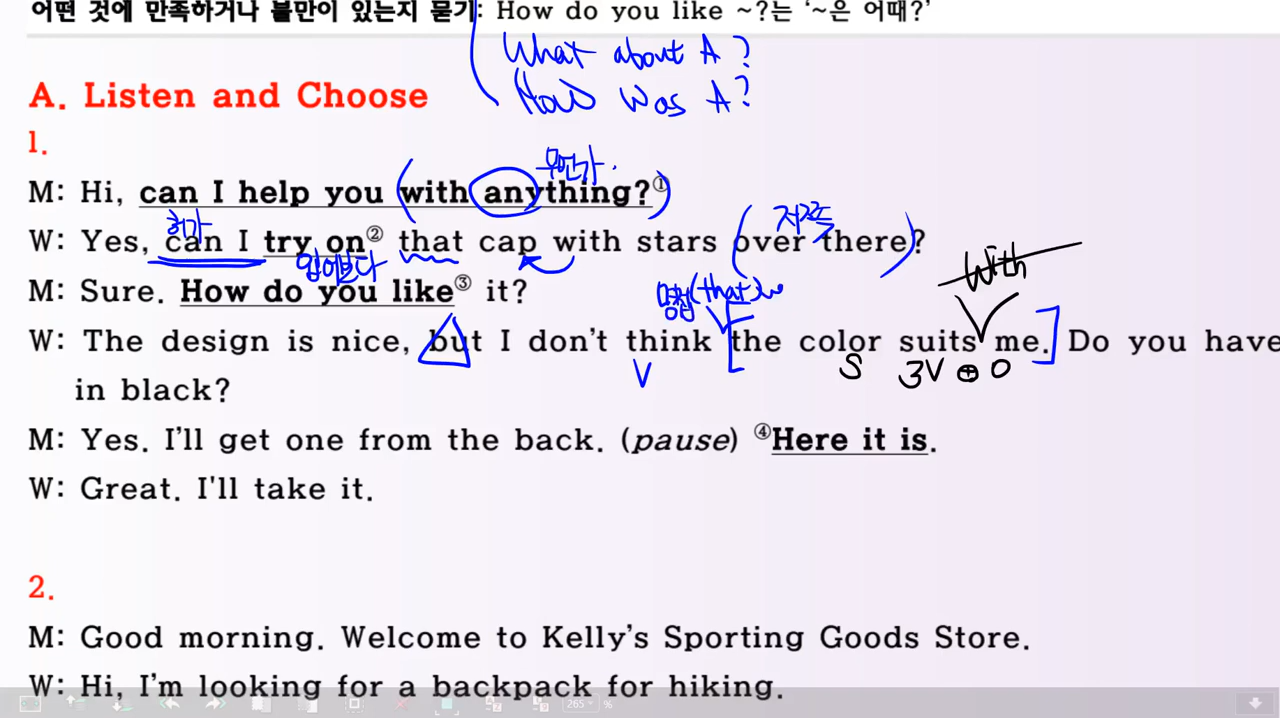 어떤 것에 만족하거나 불만이 있는지 묻기: How do you like ~?는 '~은 어때?'
What about A?
How was A?
A. Listen and Choose
1.
무언가
M: Hi, can I help you with anything?①
허가 저쪽
W: Yes, can I try on② that cap with stars over there?
입어보다 With
M: Sure. How do you like③ it?
명접(that)
W: The design is nice, but I don't think the color suits me. Do you have
V S 3V ⊕ O
in black?
M: Yes. I'll get one from the back. (pause) ④Here it is.
W: Great. I'll take it.
2.
M: Good morning. Welcome to Kelly's Sporting Goods Store.
W: Hi, I'm looking for a backpack for hiking.
265 %